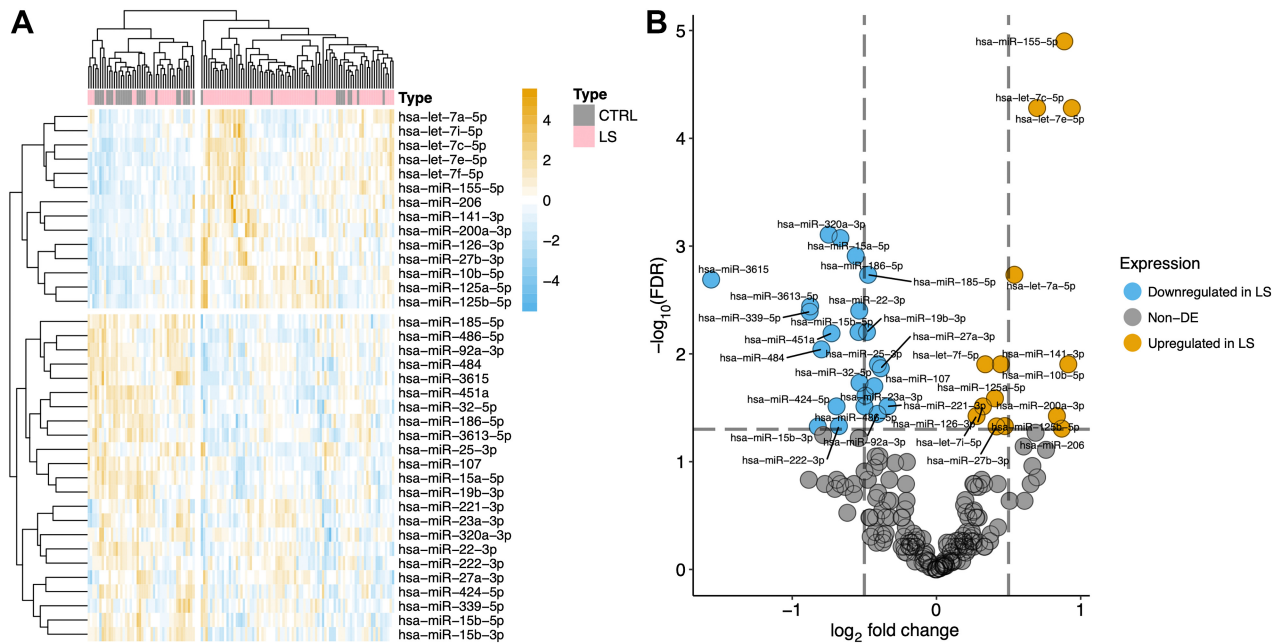 A
Type
hsa-let-7a-5p
hsa-let-7i-5p
hsa-let-7c-5p
hsa-let-7e-5p
hsa-let-7f-5p
hsa-miR-155-5p
hsa-miR-206
hsa-miR-141-3p
hsa-miR-200a-3p
hsa-miR-126-3p
hsa-miR-27b-3p
hsa-miR-10b-5p
hsa-miR-125a-5p
hsa-miR-125b-5p
hsa-miR-185-5p
hsa-miR-486-5p
hsa-miR-92a-3p
hsa-miR-484
hsa-miR-3615
hsa-miR-451a
hsa-miR-32-5p
hsa-miR-186-5p
hsa-miR-3613-5p
hsa-miR-25-3p
hsa-miR-107
hsa-miR-15a-5p
hsa-miR-19b-3p
hsa-miR-221-3p
hsa-miR-23a-3p
hsa-miR-320a-3p
hsa-miR-22-3p
hsa-miR-222-3p
hsa-miR-27a-3p
hsa-miR-424-5p
hsa-miR-339-5p
hsa-miR-15b-5p
hsa-miR-15b-3p
4
2
0
−2
−4
Type
CTRL
LS
B
−log10(FDR)
5
4
3
2
1
0
hsa-miR-155-5p
hsa-let-7c-5p
hsa-let-7e-5p
hsa-miR-320a-3p
hsa-miR-15a-5p
hsa-miR-186-5p
hsa-miR-3615
hsa-miR-185-5p
hsa-let-7a-5p
hsa-miR-3613-5p
hsa-miR-22-3p
hsa-miR-339-5p
hsa-miR-15b-5p
hsa-miR-19b-3p
hsa-miR-451a
hsa-miR-27a-3p
hsa-miR-484
hsa-miR-25-3p
hsa-let-7f-5p
hsa-miR-141-3p
hsa-miR-32-5p
hsa-miR-107
hsa-miR-10b-5p
hsa-miR-125a-5p
hsa-miR-424-5p
hsa-miR-23a-3p
hsa-miR-221-3p
hsa-miR-200a-3p
hsa-miR-486-5p
hsa-miR-126-3p
hsa-miR-125b-5p
hsa-miR-15b-3p
hsa-miR-92a-3p
hsa-let-7i-5p
hsa-miR-206
hsa-miR-222-3p
hsa-miR-27b-3p
−1
0
1
log2 fold change
Expression
Downregulated in LS
Non-DE
Upregulated in LS